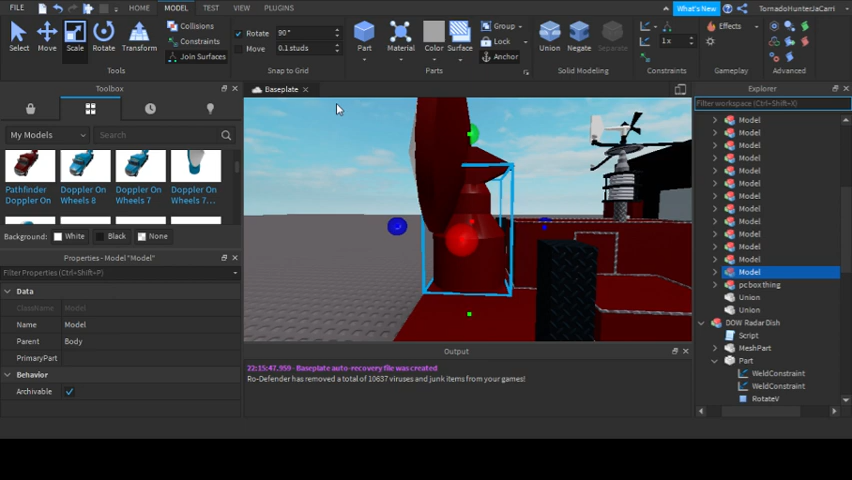 FILE HOME MODEL TEST VIEW PLUGINS What's New TornadoHunterJaCarri
Select Move Scale Rotate Transform
Collisions
Constraints
Join Surfaces
Tools
Rotate 90°
Move 0.1 studs
Snap to Grid
Part Material Color Surface
Group
Lock
Anchor
Parts
Union Negate Separate
Solid Modeling
1x
Constraints
Effects
Gameplay
Advanced
Toolbox
My Models Search
Pathfinder Doppler On Doppler On Doppler On
Doppler On Wheels 8 Wheels 7 Wheels 7...
Background: White Black None
Properties - Model "Model"
Filter Properties (Ctrl+Shift+P)
Data
ClassName Model
Name Model
Parent Body
PrimaryPart
Behavior
Archivable
Baseplate
Output
22:15:47.959 - Baseplate auto-recovery file was created
Ro-Defender has removed a total of 10637 viruses and junk items from your games!
Explorer
Filter workspace (Ctrl+Shift+X)
Model
Model
Model
Model
Model
Model
Model
Model
Model
Model
Model
Model
Model
pcbox thing
Union
Union
DOW Radar Dish
Script
MeshPart
Part
WeldConstraint
WeldConstraint
RotateV